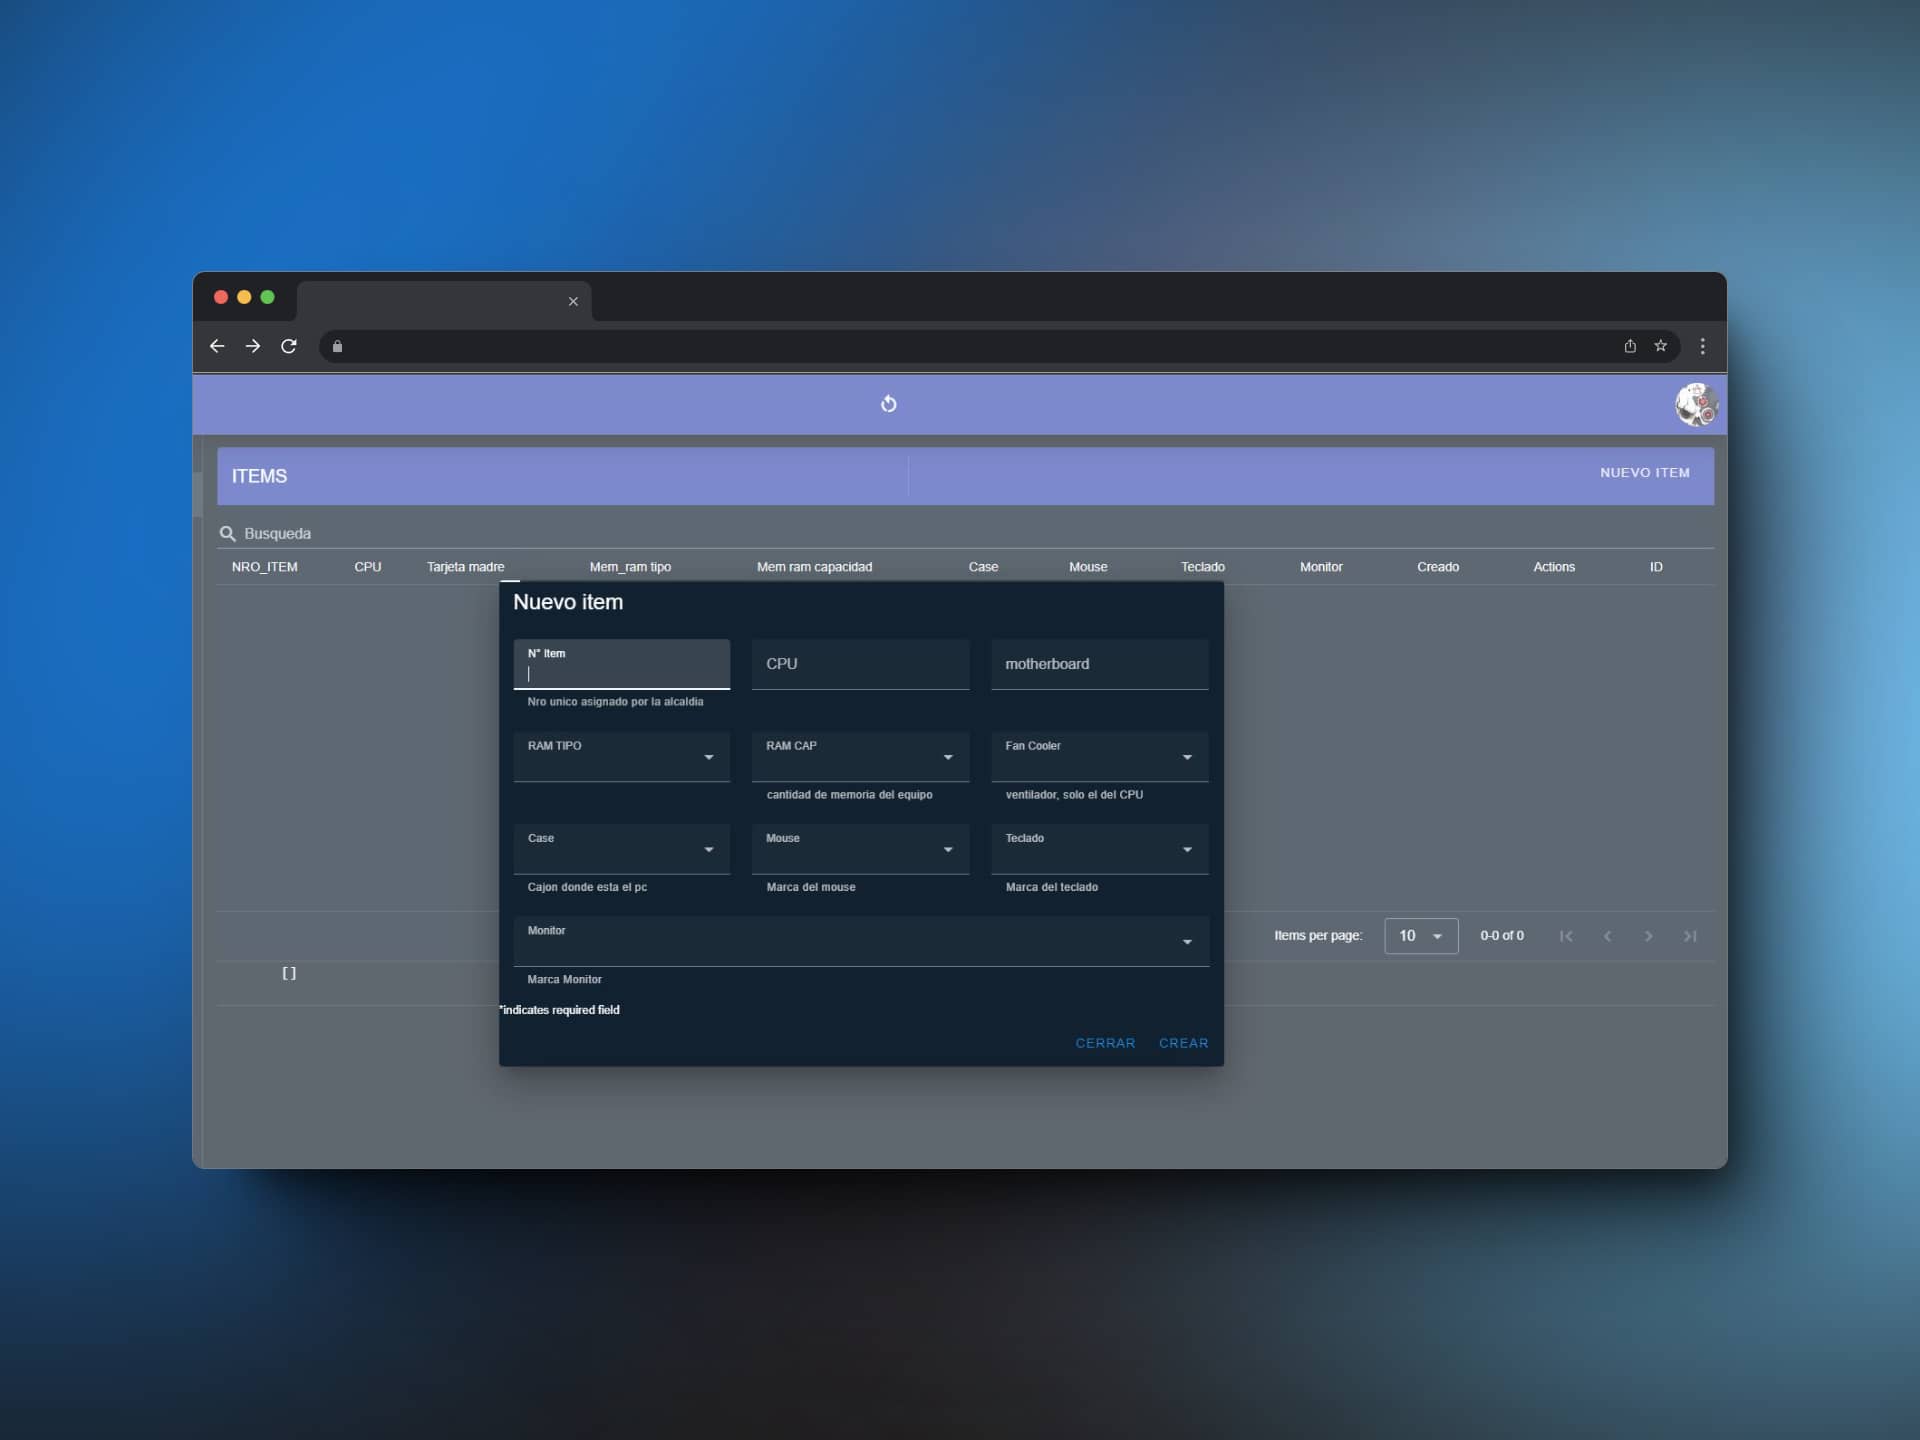 ITEMS
NUEVO ITEM
Busqueda
NRO_ITEM CPU Tarjeta madre Mem_ram tipo Mem ram capacidad Case Mouse Teclado Monitor Creado Actions ID
Nuevo item
N° Item
CPU
motherboard
Nro unico asignado por la alcaldia
RAM TIPO
RAM CAP
Fan Cooler
cantidad de memoria del equipo
ventilador, solo el del CPU
Case
Mouse
Teclado
Cajon donde esta el pc
Marca del mouse
Marca del teclado
Monitor
Marca Monitor
*indicates required field
CERRAR CREAR
Items per page: 10 0-0 of 0
[]